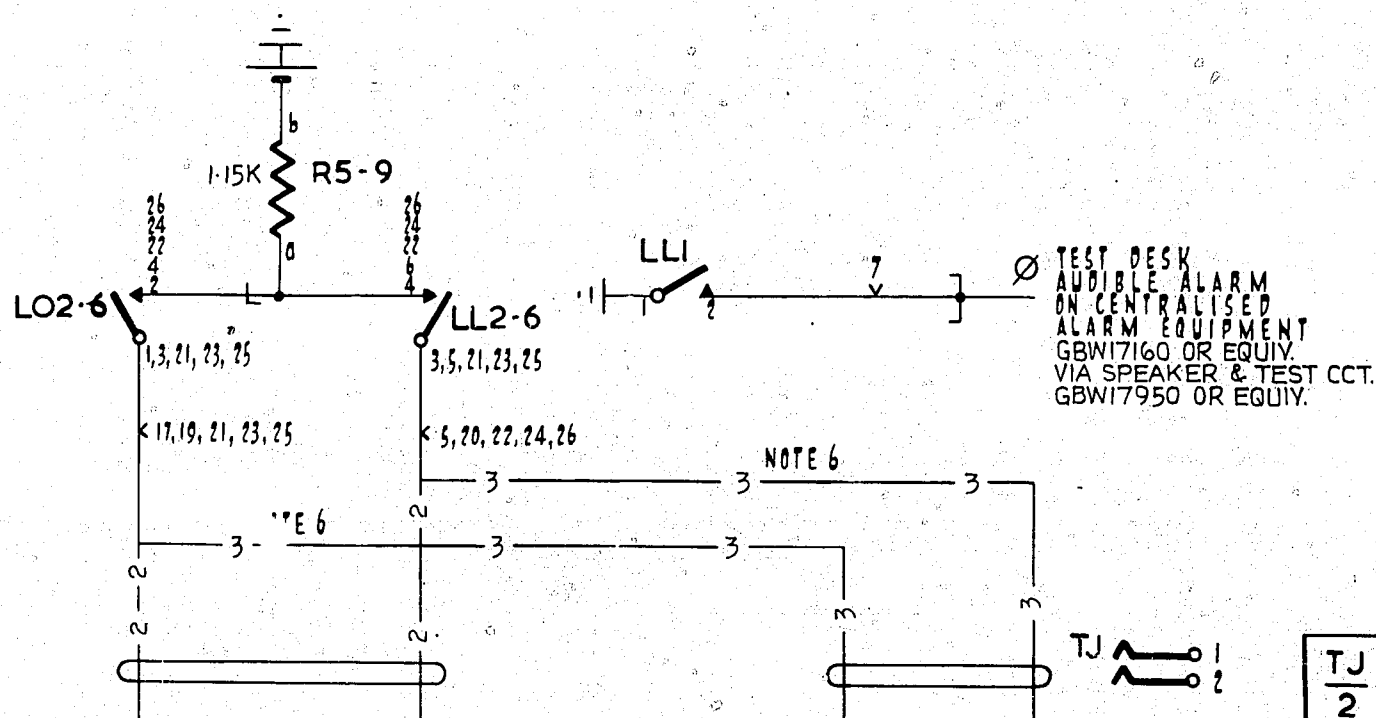 b
1·15K R5-9
a
26
24
22
4
2
26
24
22
6
4
LO2-6
1,3,21,23,25
< 17,19,21,23,25
LL2-6
3,5,21,23,25
< 5,20,22,24,26
LL1
1
2
7
Ø TEST DESK
AUDIBLE ALARM
ON CENTRALISED
ALARM EQUIPMENT
GBW17160 OR EQUIV.
VIA SPEAKER & TEST CCT.
GBW17950 OR EQUIV.
3 3 NOTE 6 3
2
6
3 3 3
2
2
2
3
3
TJ 1
2
TJ
2